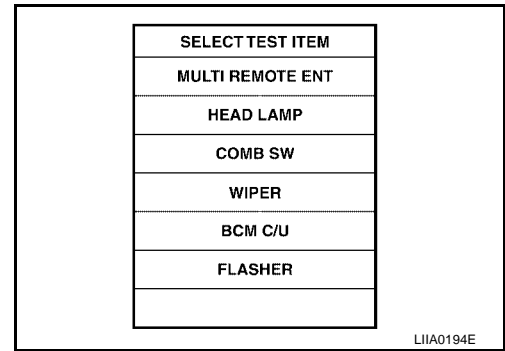 SELECT TEST ITEM
MULTI REMOTE ENT
HEAD LAMP
COMB SW
WIPER
BCM C/U
FLASHER
LIIA0194E